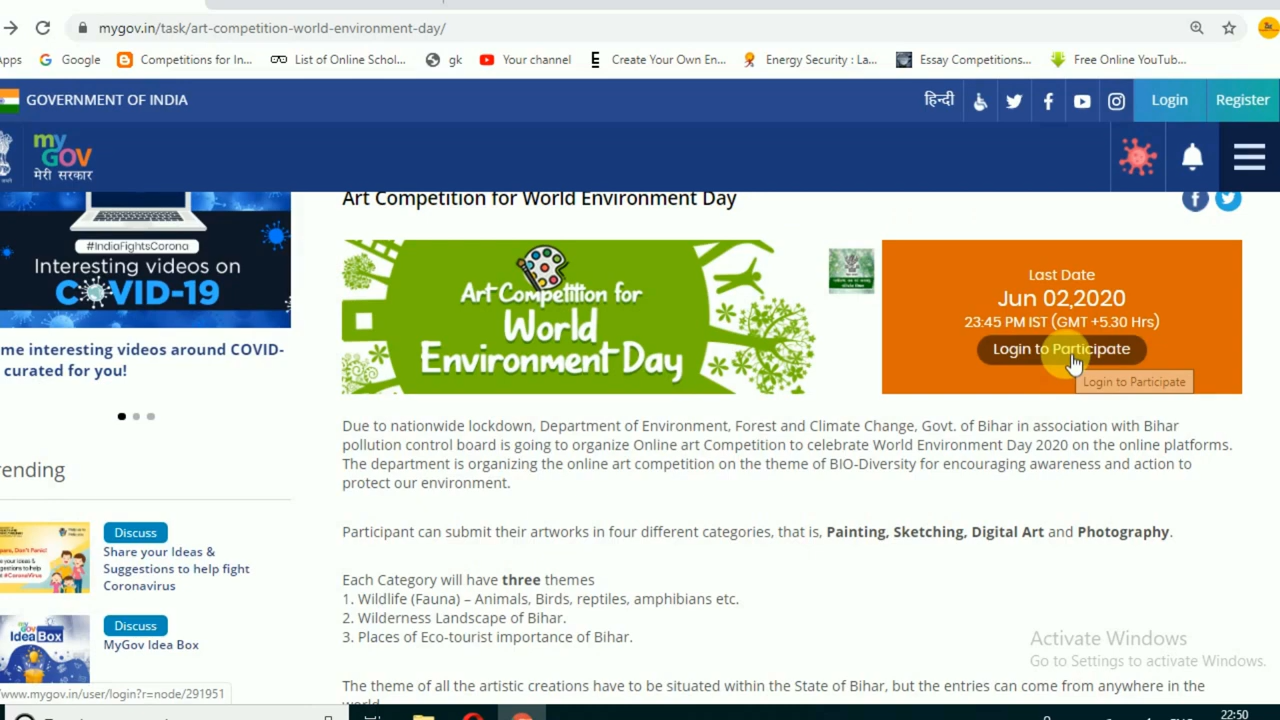 mygov.in/task/art-competition-world-environment-day/
Apps Google Competitions for In... List of Online Schol... gk Your channel Create Your Own En... Energy Security : La... Essay Competitions... Free Online YouTub...
GOVERNMENT OF INDIA हिन्दी Login Register
my GOV
मेरी सरकार
Art Competition for World Environment Day
#IndiaFightsCorona
Interesting videos on
COVID-19
me interesting videos around COVID-
curated for you!
Art Competition for
World
Environment Day
Last Date
Jun 02,2020
23:45 PM IST (GMT +5.30 Hrs)
Login to Participate
Login to Participate
Due to nationwide lockdown, Department of Environment, Forest and Climate Change, Govt. of Bihar in association with Bihar
pollution control board is going to organize Online art Competition to celebrate World Environment Day 2020 on the online platforms.
The department is organizing the online art competition on the theme of BIO-Diversity for encouraging awareness and action to
protect our environment.
Participant can submit their artworks in four different categories, that is, Painting, Sketching, Digital Art and Photography.
Each Category will have three themes
1. Wildlife (Fauna) – Animals, Birds, reptiles, amphibians etc.
2. Wilderness Landscape of Bihar.
3. Places of Eco-tourist importance of Bihar.
The theme of all the artistic creations have to be situated within the State of Bihar, but the entries can come from anywhere in the
world
rending
Discuss
Share your Ideas &
Suggestions to help fight
Coronavirus
Discuss
MyGov Idea Box
my GOV
Idea Box
www.mygov.in/user/login?r=node/291951
Activate Windows
Go to Settings to activate Windows.
22:50